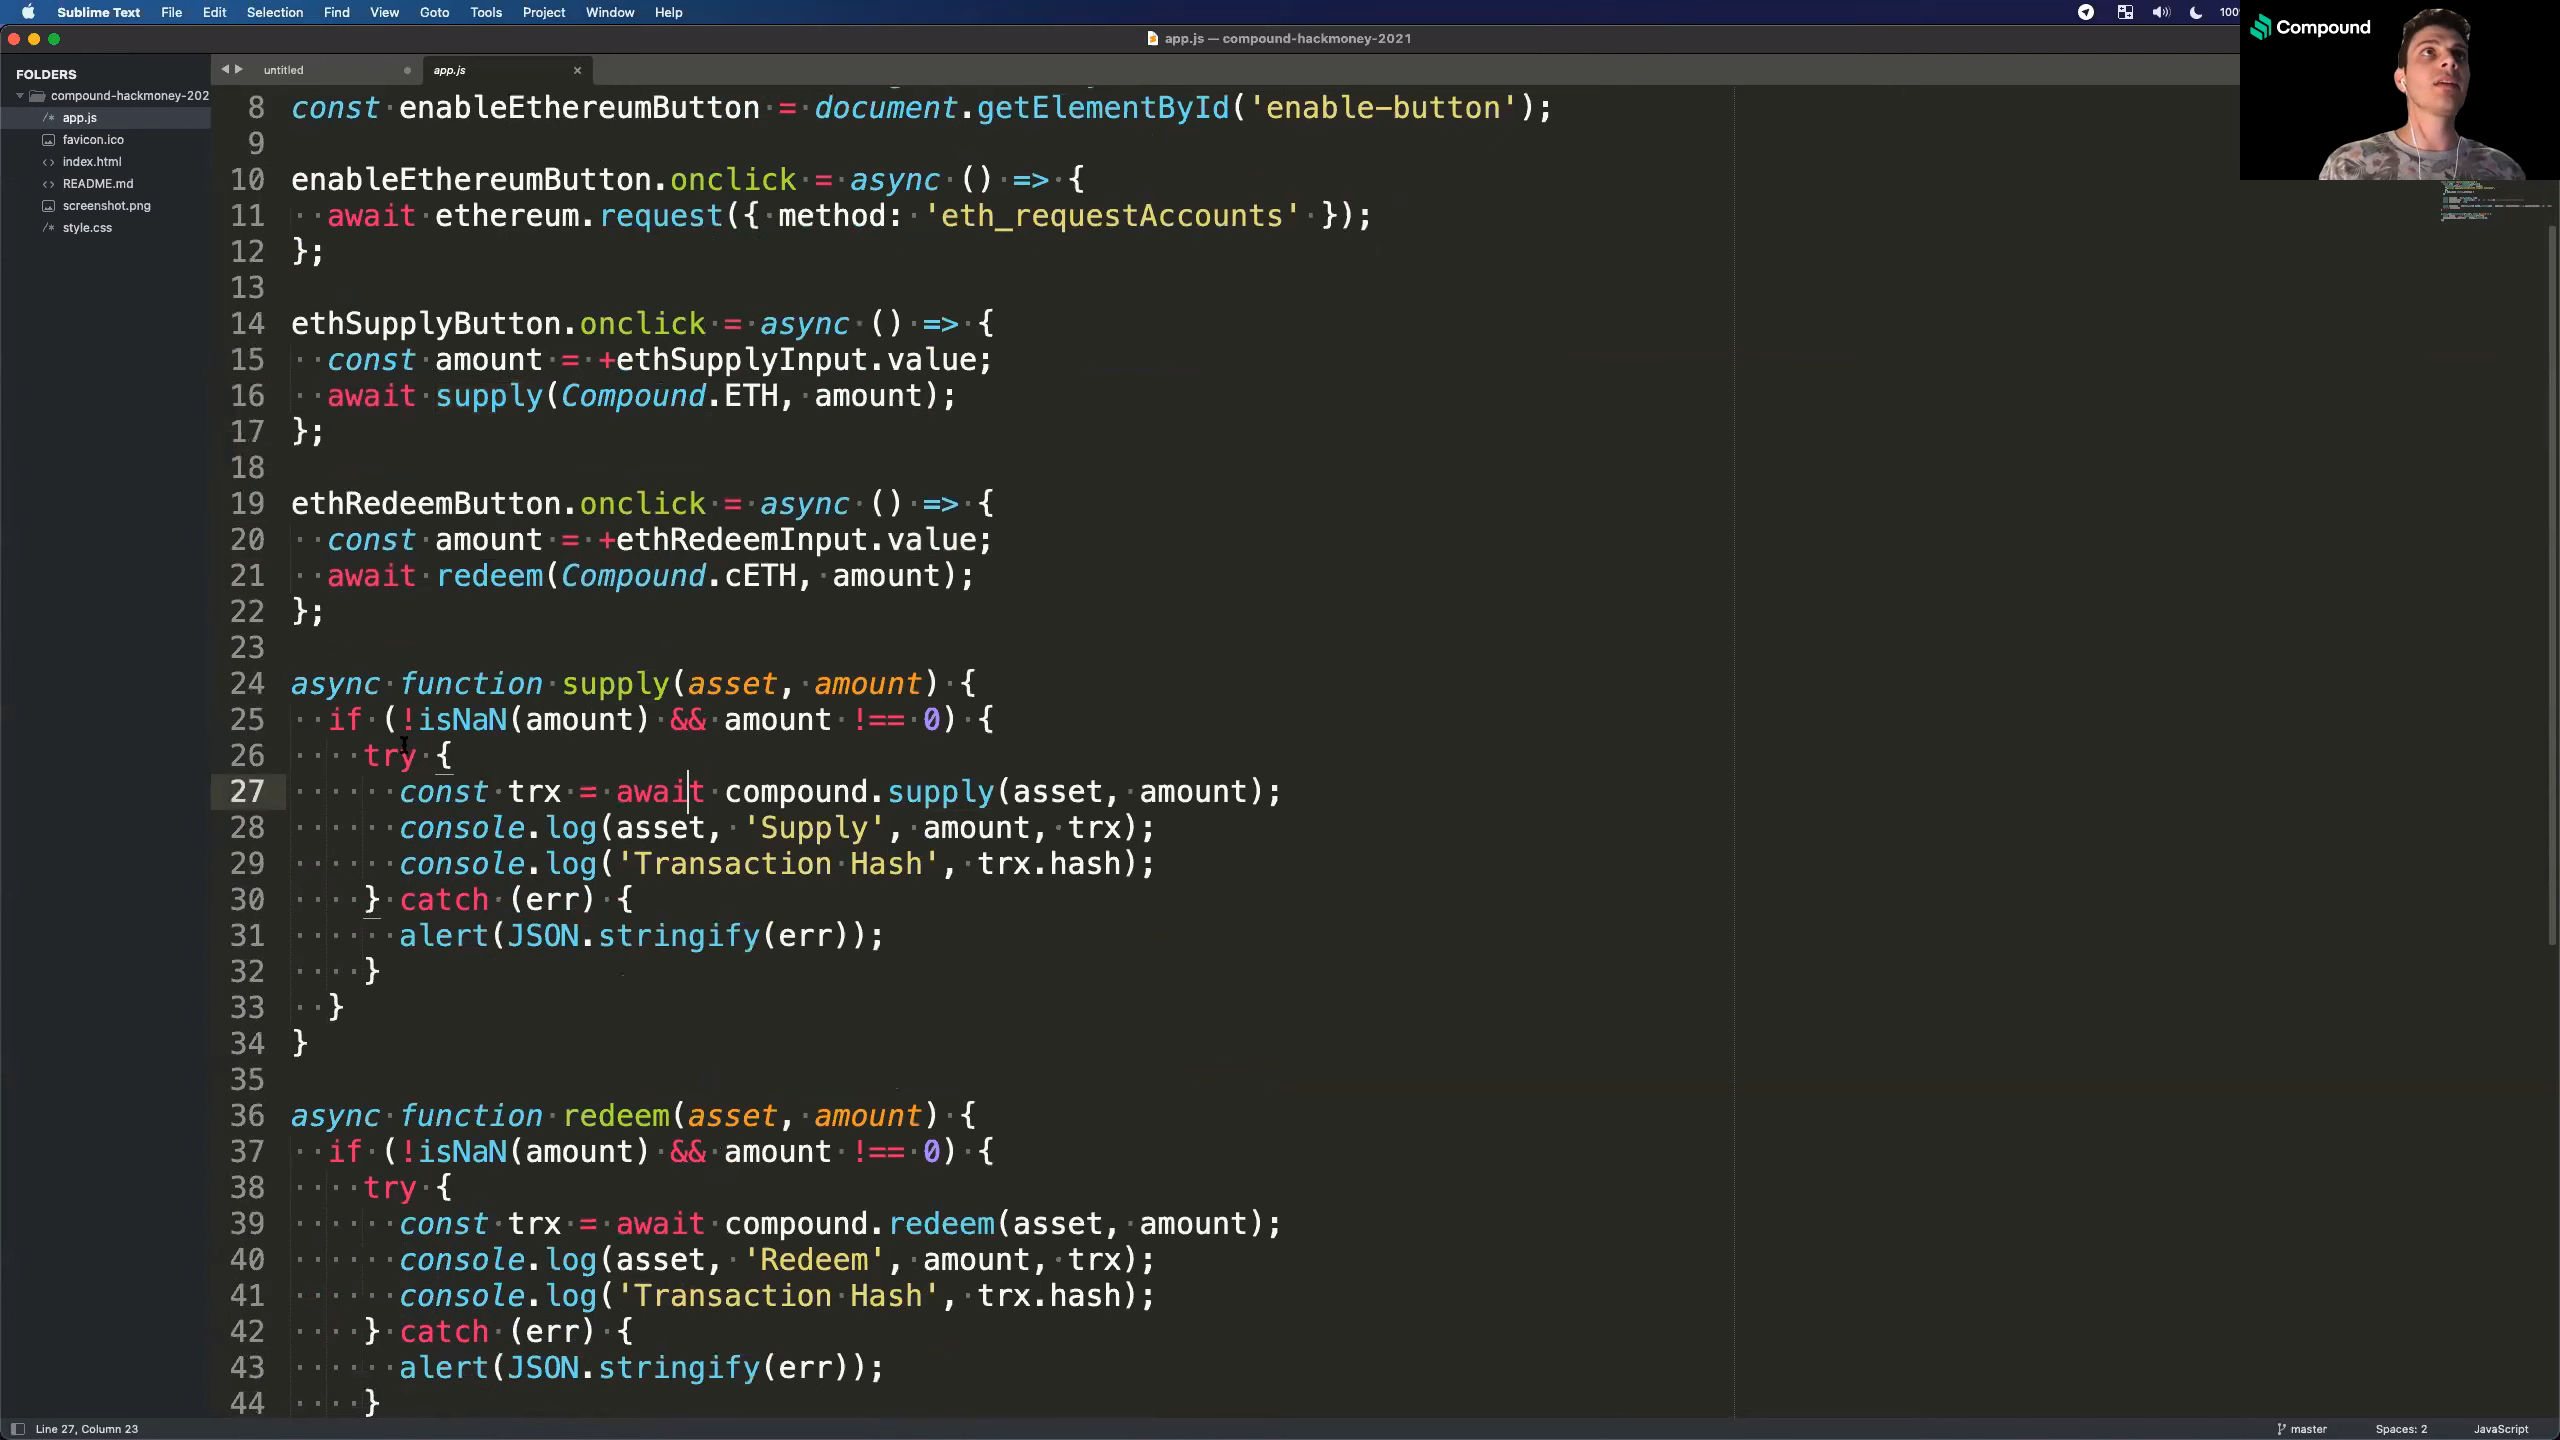 Sublime Text File Edit Selection Find View Goto Tools Project Window Help
100
app.js — compound-hackmoney-2021
Compound
FOLDERS
compound-hackmoney-202
app.js
favicon.ico
index.html
README.md
screenshot.png
style.css
untitled
app.js
8 const enableEthereumButton = document.getElementById('enable-button');
9
10 enableEthereumButton.onclick = async () => {
11 await ethereum.request({ method: 'eth_requestAccounts' });
12 };
13
14 ethSupplyButton.onclick = async () => {
15 const amount = +ethSupplyInput.value;
16 await supply(Compound.ETH, amount);
17 };
18
19 ethRedeemButton.onclick = async () => {
20 const amount = +ethRedeemInput.value;
21 await redeem(Compound.cETH, amount);
22 };
23
24 async function supply(asset, amount) {
25 if (!isNaN(amount) && amount !== 0) {
26 try {
27 const trx = await compound.supply(asset, amount);
28 console.log(asset, 'Supply', amount, trx);
29 console.log('Transaction Hash', trx.hash);
30 } catch (err) {
31 alert(JSON.stringify(err));
32 }
33 }
34 }
35
36 async function redeem(asset, amount) {
37 if (!isNaN(amount) && amount !== 0) {
38 try {
39 const trx = await compound.redeem(asset, amount);
40 console.log(asset, 'Redeem', amount, trx);
41 console.log('Transaction Hash', trx.hash);
42 } catch (err) {
43 alert(JSON.stringify(err));
44 }
Line 27, Column 23
master
Spaces: 2
JavaScript